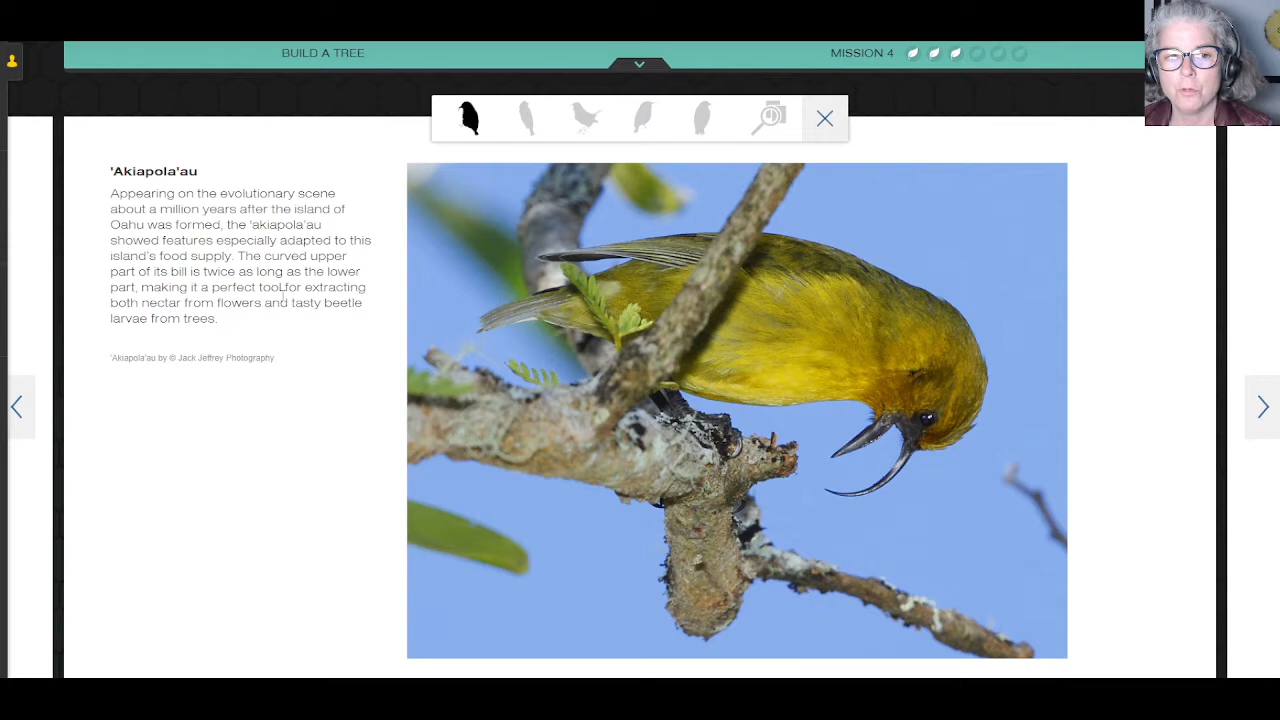 BUILD A TREE
MISSION 4
'Akiapola'au
Appearing on the evolutionary scene
about a million years after the island of
Oahu was formed, the 'akiapola'au
showed features especially adapted to this
island's food supply. The curved upper
part of its bill is twice as long as the lower
part, making it a perfect tool for extracting
both nectar from flowers and tasty beetle
larvae from trees.
'Akiapola'au by © Jack Jeffrey Photography